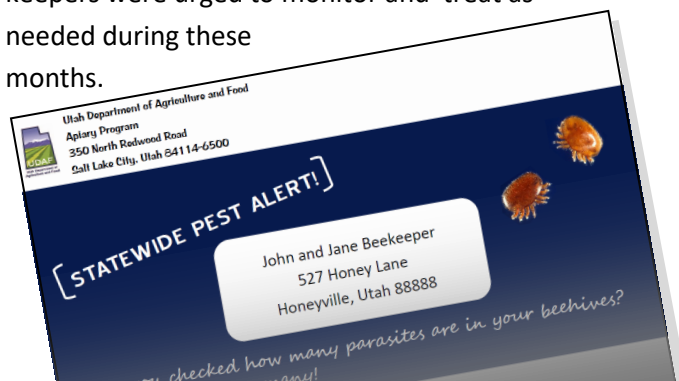 keepers were urged to monitor and treat as
needed during these
months.
Utah Department of Agriculture and Food
Apiary Program
350 North Redwood Road
Salt Lake City, Utah 84114-6500
UDAF
[STATEWIDE PEST ALERT!]
John and Jane Beekeeper
527 Honey Lane
Honeyville, Utah 88888
checked how many parasites are in your beehives?